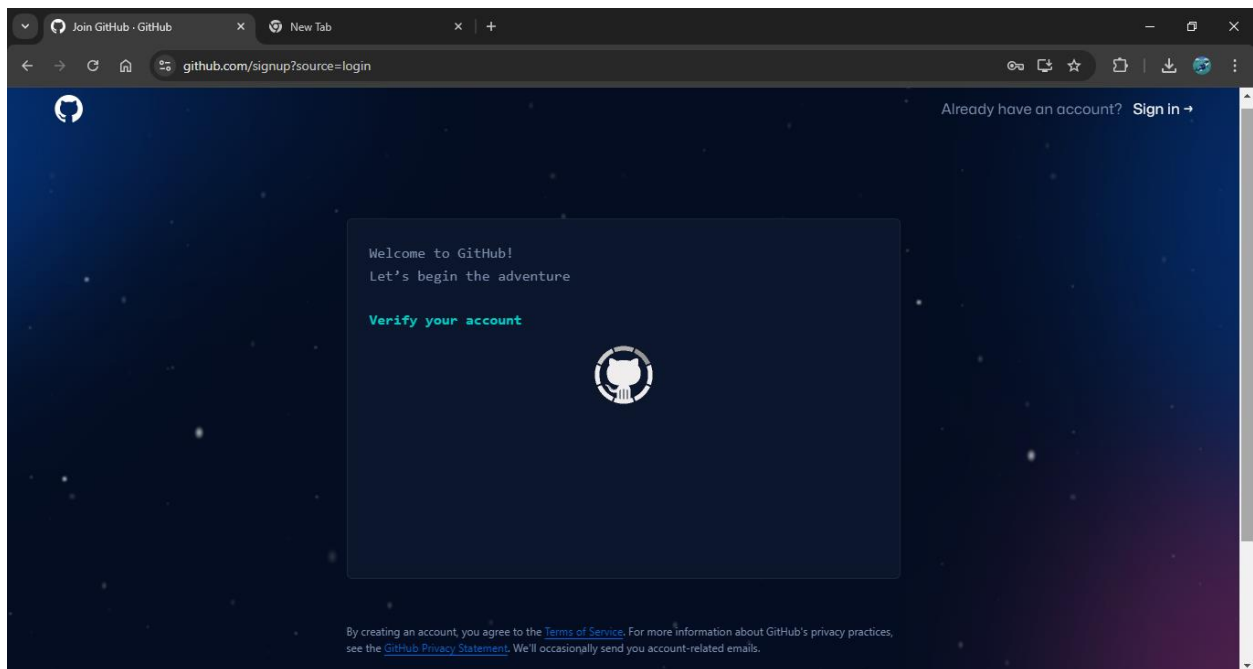 Join GitHub · GitHub
New Tab
github.com/signup?source=login
Already have an account? Sign in →
Welcome to GitHub!
Let’s begin the adventure
Verify your account
By creating an account, you agree to the Terms of Service. For more information about GitHub's privacy practices,
see the GitHub Privacy Statement. We'll occasionally send you account-related emails.